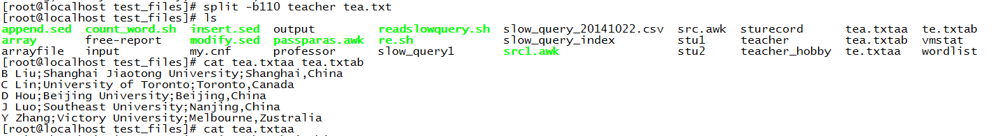 [root@localhost test_files]# split -b110 teacher tea.txt
[root@localhost test_files]# ls
append.sed count_word.sh insert.sed output readslowquery.sh slow_query_20141022.csv src.awk sturecord tea.txtaa te.txtab
array free-report modify.sed passparas.awk re.sh slow_query_index stu1 teacher tea.txtab vmstat
arrayfile input my.cnf professor slow_query1 src1.awk stu2 teacher_hobby te.txtaa wordlist
[root@localhost test_files]# cat tea.txtaa tea.txtab
B Liu;Shanghai Jiaotong University;Shanghai,China
C Lin;University of Toronto;Toronto,Canada
D Hou;Beijing University;Beijing,China
J Luo;Southeast University;Nanjing,China
Y Zhang;Victory University;Melbourne,Zustralia
[root@localhost test_files]# cat tea.txtaa